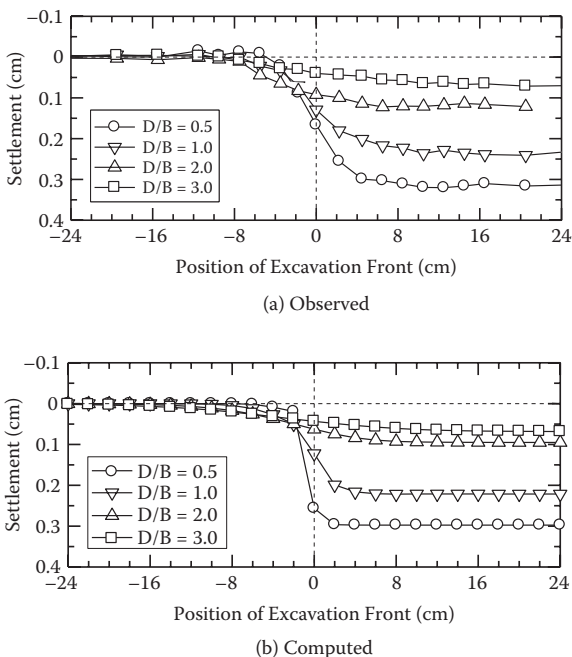 -0.1
0
0.1
0.2
0.3
0.4
Settlement (cm)
D/B = 0.5
D/B = 1.0
D/B = 2.0
D/B = 3.0
−24 −16 −8 0 8 16 24
Position of Excavation Front (cm)
(a) Observed
-0.1
0
0.1
0.2
0.3
0.4
Settlement (cm)
D/B = 0.5
D/B = 1.0
D/B = 2.0
D/B = 3.0
−24 −16 −8 0 8 16 24
Position of Excavation Front (cm)
(b) Computed